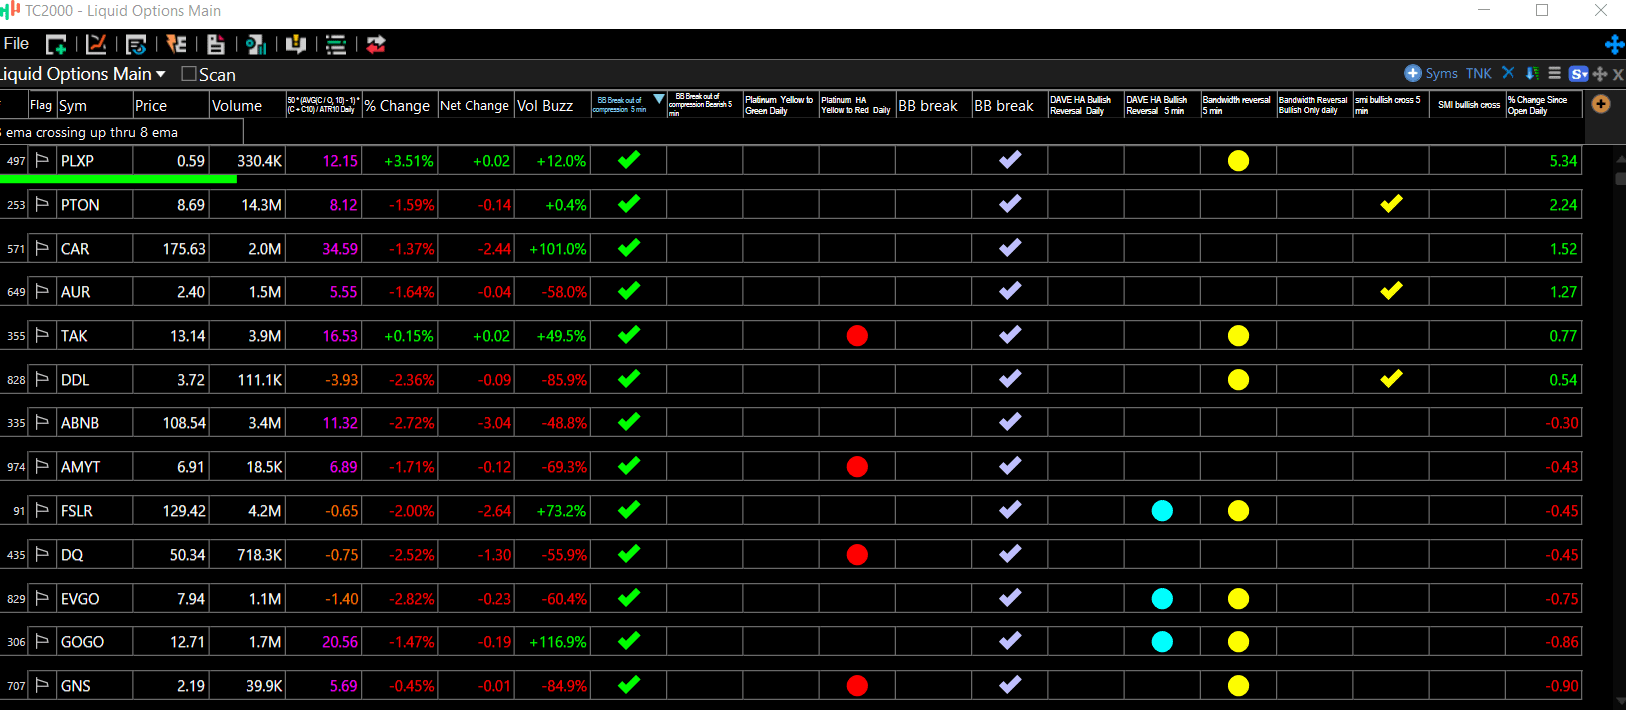 TC2000 - Liquid Options Main
File
Liquid Options Main Scan Syms TNK
Flag Sym Price Volume 50 * (AVG(C / O, 10) - 1) * (C + C10) / ATR10 Daily % Change Net Change Vol Buzz BB Break out of compression 5 min BB Break out of compression Bearish 5 min Platinum Yellow to Green Daily Platinum HA Yellow to Red Daily BB break BB break DAVE HA Bullish Reversal Daily DAVE HA Bullish Reversal 5 min Bandwidth reversal 5 min Bandwidth Reversal Bullish Only daily smi bullish cross 5 min SMI bullish cross % Change Since Open Daily
ema crossing up thru 8 ema
497 PLXP 0.59 330.4K 12.15 +3.51% +0.02 +12.0% 5.34
253 PTON 8.69 14.3M 8.12 -1.59% -0.14 +0.4% 2.24
571 CAR 175.63 2.0M 34.59 -1.37% -2.44 +101.0% 1.52
649 AUR 2.40 1.5M 5.55 -1.64% -0.04 -58.0% 1.27
355 TAK 13.14 3.9M 16.53 +0.15% +0.02 +49.5% 0.77
828 DDL 3.72 111.1K -3.93 -2.36% -0.09 -85.9% 0.54
335 ABNB 108.54 3.4M 11.32 -2.72% -3.04 -48.8% -0.30
974 AMYT 6.91 18.5K 6.89 -1.71% -0.12 -69.3% -0.43
91 FSLR 129.42 4.2M -0.65 -2.00% -2.64 +73.2% -0.45
435 DQ 50.34 718.3K -0.75 -2.52% -1.30 -55.9% -0.45
829 EVGO 7.94 1.1M -1.40 -2.82% -0.23 -60.4% -0.75
306 GOGO 12.71 1.7M 20.56 -1.47% -0.19 +116.9% -0.86
707 GNS 2.19 39.9K 5.69 -0.45% -0.01 -84.9% -0.90